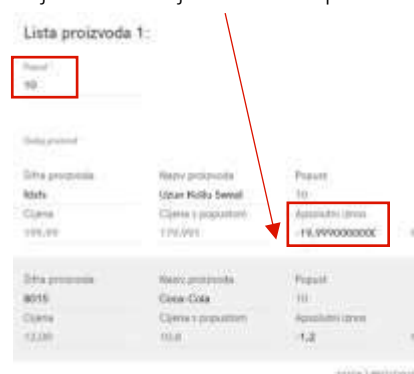 Lista proizvoda 1:
Popust
10
Dodaj proizvod
Šifra proizvoda Naziv proizvoda Popust
Uzun Kollu Sweat 10
Cijena Cijena s popustom Apsolutni iznos
199,99 179,991 -19,999000000
Šifra proizvoda Naziv proizvoda Popust
8015 Coca-Cola 10
Cijena Cijena s popustom Apsolutni iznos
12,00 10,8 -1,2